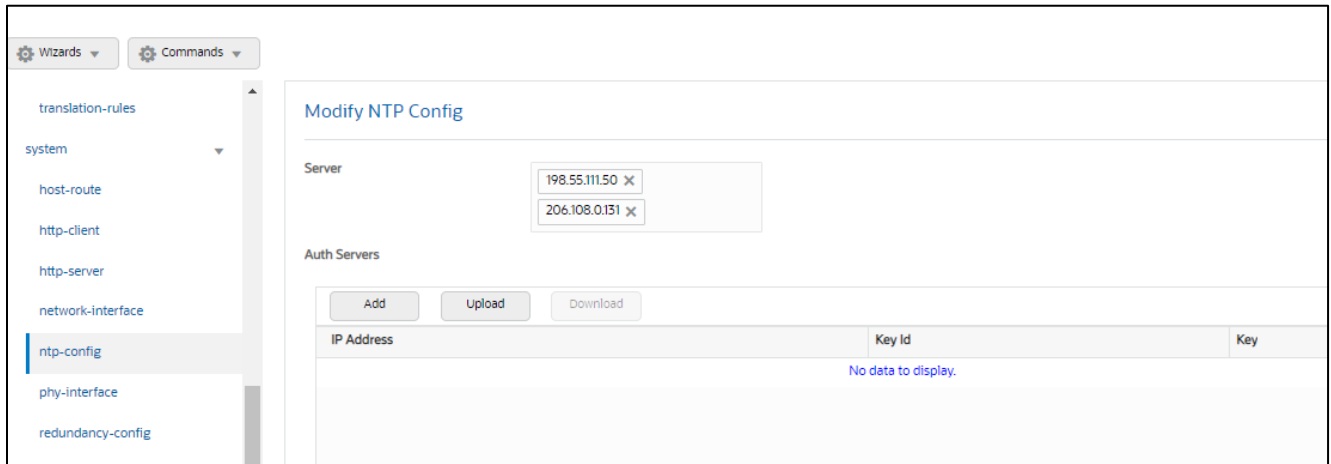 Wizards
Commands
translation-rules
system
host-route
http-client
http-server
network-interface
ntp-config
phy-interface
redundancy-config
Modify NTP Config
Server
198.55.111.50
206.108.0.131
Auth Servers
Add Upload Download
IP Address Key Id Key
No data to display.